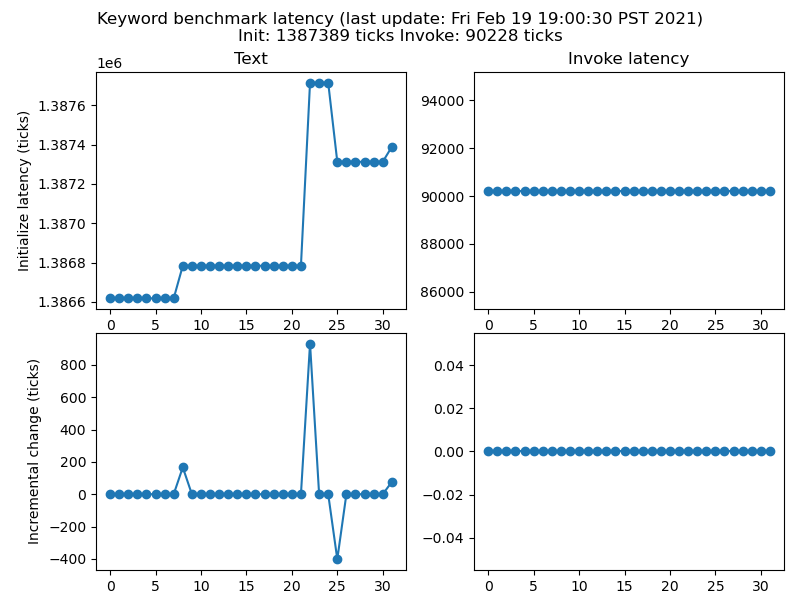 Keyword benchmark latency (last update: Fri Feb 19 19:00:30 PST 2021)
Init: 1387389 ticks Invoke: 90228 ticks
Text
1e6
Initialize latency (ticks)
1.3876
1.3874
1.3872
1.3870
1.3868
1.3866
0 5 10 15 20 25 30
Invoke latency
94000
92000
90000
88000
86000
0 5 10 15 20 25 30
Incremental change (ticks)
800
600
400
200
0
−200
−400
0 5 10 15 20 25 30
0.04
0.02
0.00
−0.02
−0.04
0 5 10 15 20 25 30